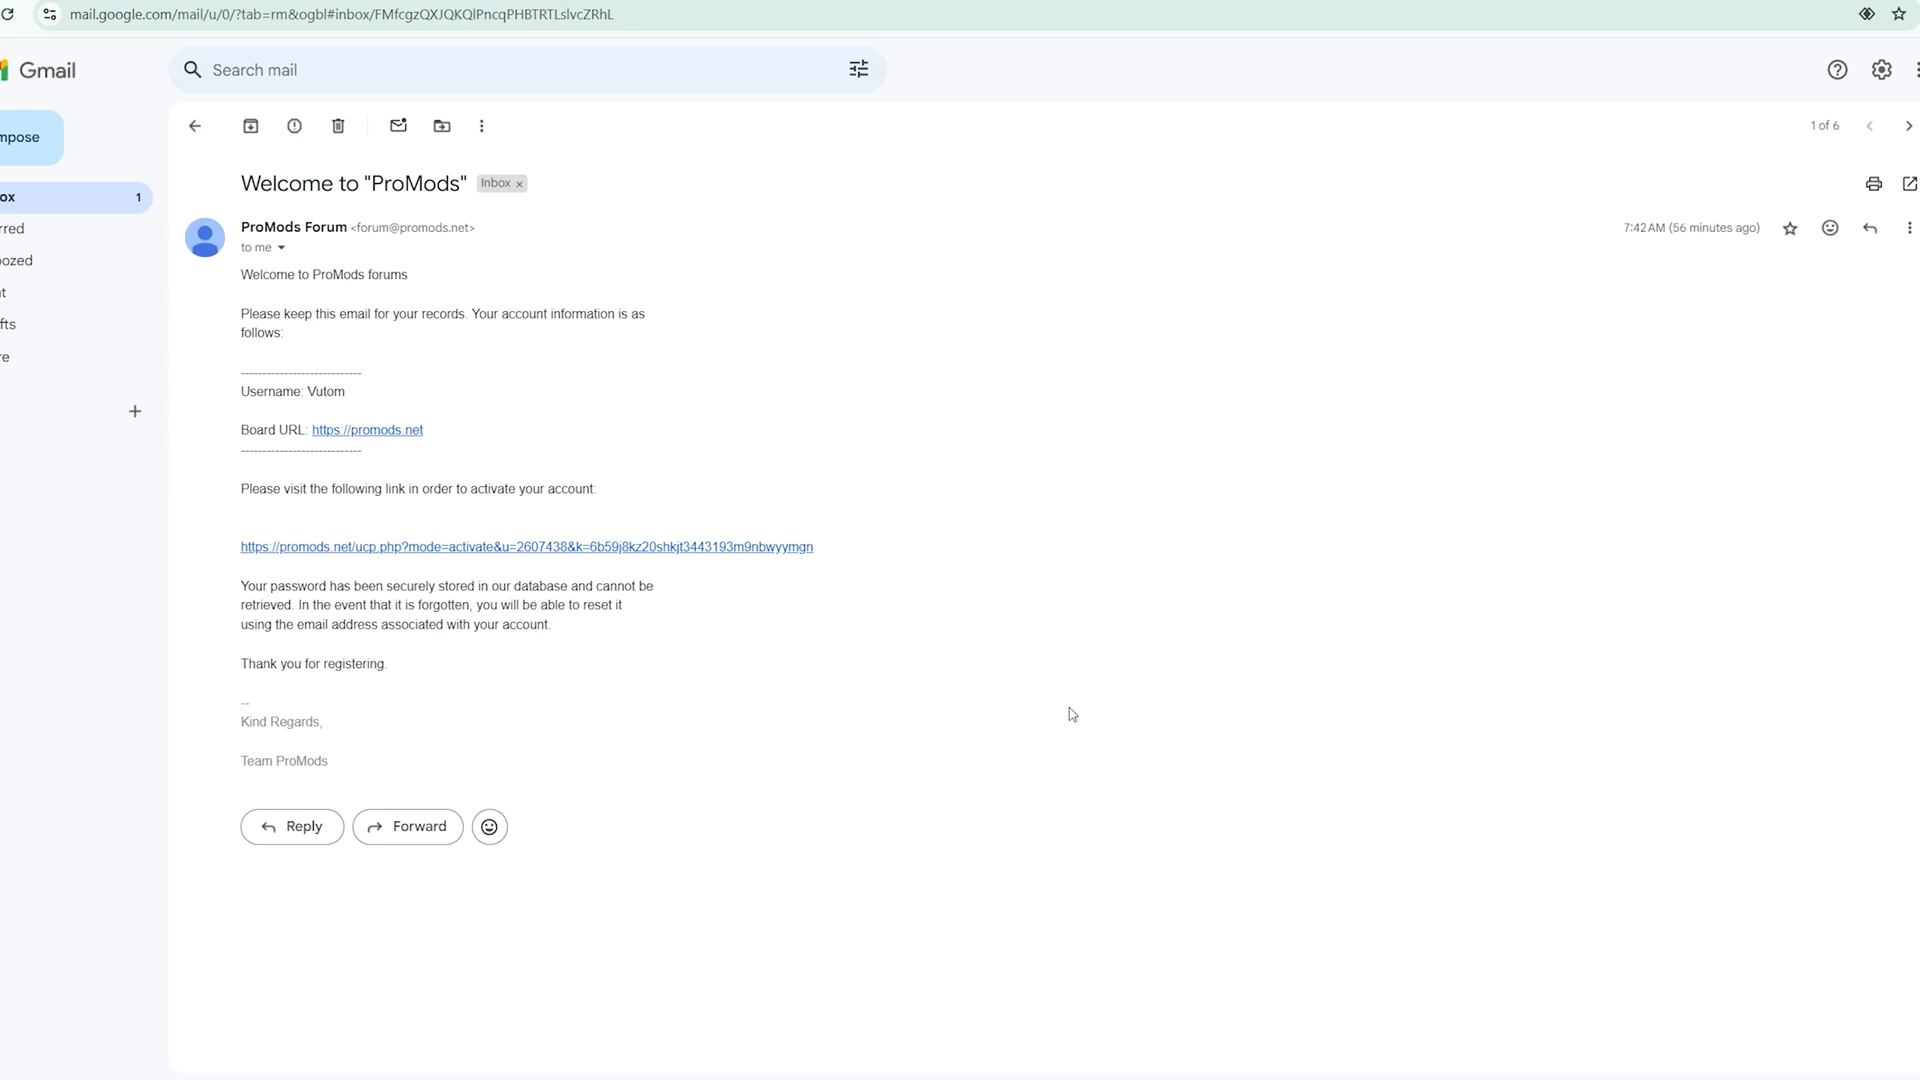 mail.google.com/mail/u/0/?tab=rm&ogbl#inbox/FMfcgzQXJQKQlPncqPHBTRTLslvcZRhL
Gmail
Search mail
mpose
1 of 6
ox 1
rred
oozed
nt
fts
re
Welcome to "ProMods" Inbox ×
ProMods Forum <forum@promods.net>
7:42 AM (56 minutes ago)
to me
Welcome to ProMods forums
Please keep this email for your records. Your account information is as
follows:
----------------------------
Username: Vutom
Board URL: https://promods.net
----------------------------
Please visit the following link in order to activate your account:
https://promods.net/ucp.php?mode=activate&u=2607438&k=6b59j8kz20shkjt3443193m9nbwyymgn
Your password has been securely stored in our database and cannot be
retrieved. In the event that it is forgotten, you will be able to reset it
using the email address associated with your account.
Thank you for registering.
--
Kind Regards,
Team ProMods
Reply
Forward